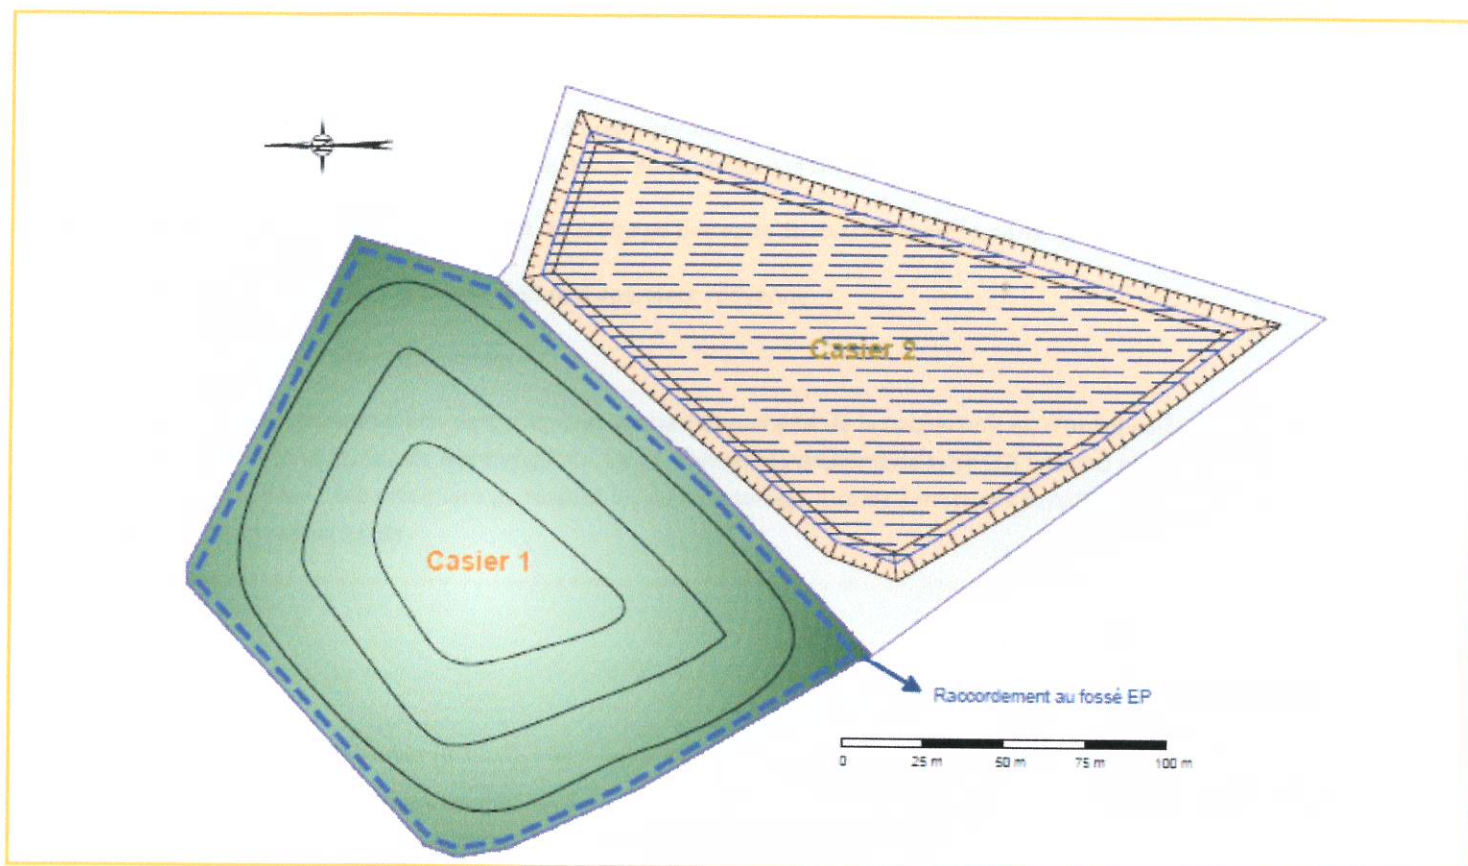 N
Casier 2
Casier 1
Raccordement au fossé EP
0 25 m 50 m 75 m 100 m